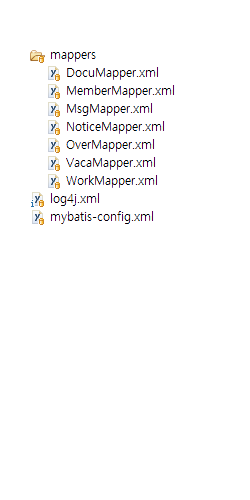 mappers
DocuMapper.xml
MemberMapper.xml
MsgMapper.xml
NoticeMapper.xml
OverMapper.xml
VacaMapper.xml
WorkMapper.xml
log4j.xml
mybatis-config.xml